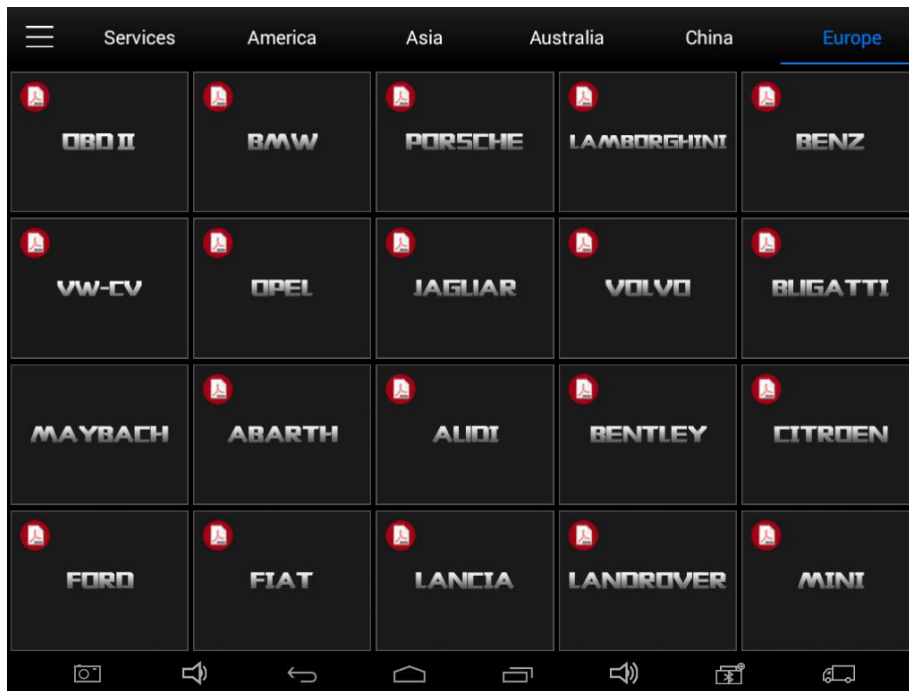 Services America Asia Australia China Europe
OBD II BMW PORSCHE LAMBORGHINI BENZ
VW-CV OPEL JAGUAR VOLVO BUGATTI
MAYBACH ABARTH AUDI BENTLEY CITROEN
FORD FIAT LANCIA LANDROVER MINI